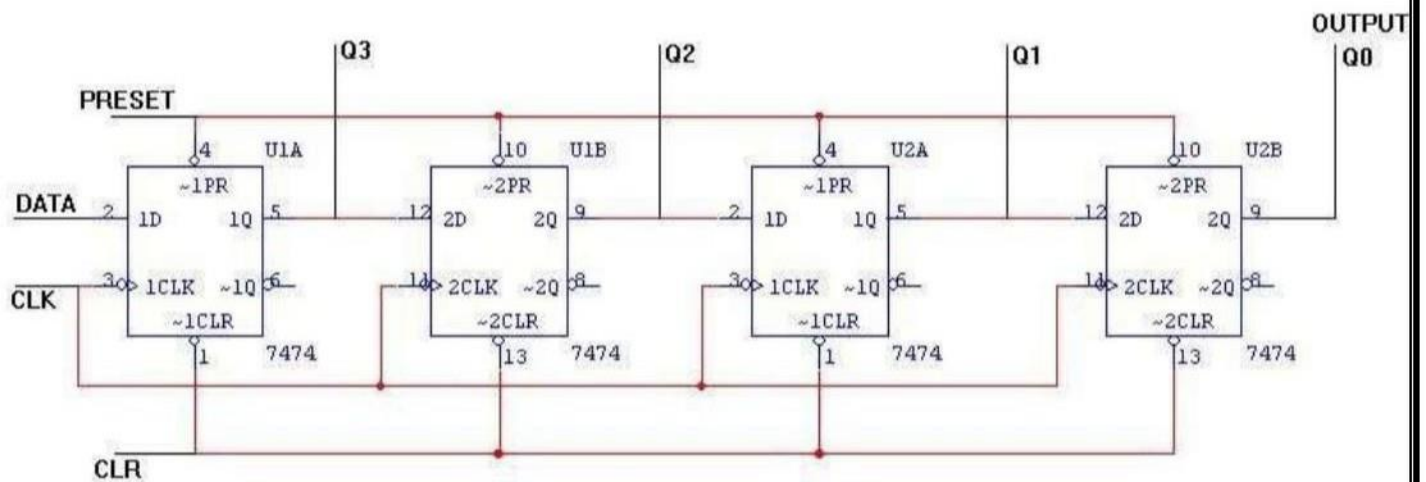 OUTPUT
Q3 Q2 Q1 Q0
PRESET
4 U1A 10 U1B 4 U2A 10 U2B
~1PR ~2PR ~1PR ~2PR
DATA 2 1D 1Q 5 12 2D 2Q 9 2 1D 1Q 5 12 2D 2Q 9
CLK 3 1CLK ~1Q 6 11 2CLK ~2Q 8 3 1CLK ~1Q 6 11 2CLK ~2Q 8
~1CLR ~2CLR ~1CLR ~2CLR
1 7474 13 7474 1 7474 13 7474
CLR